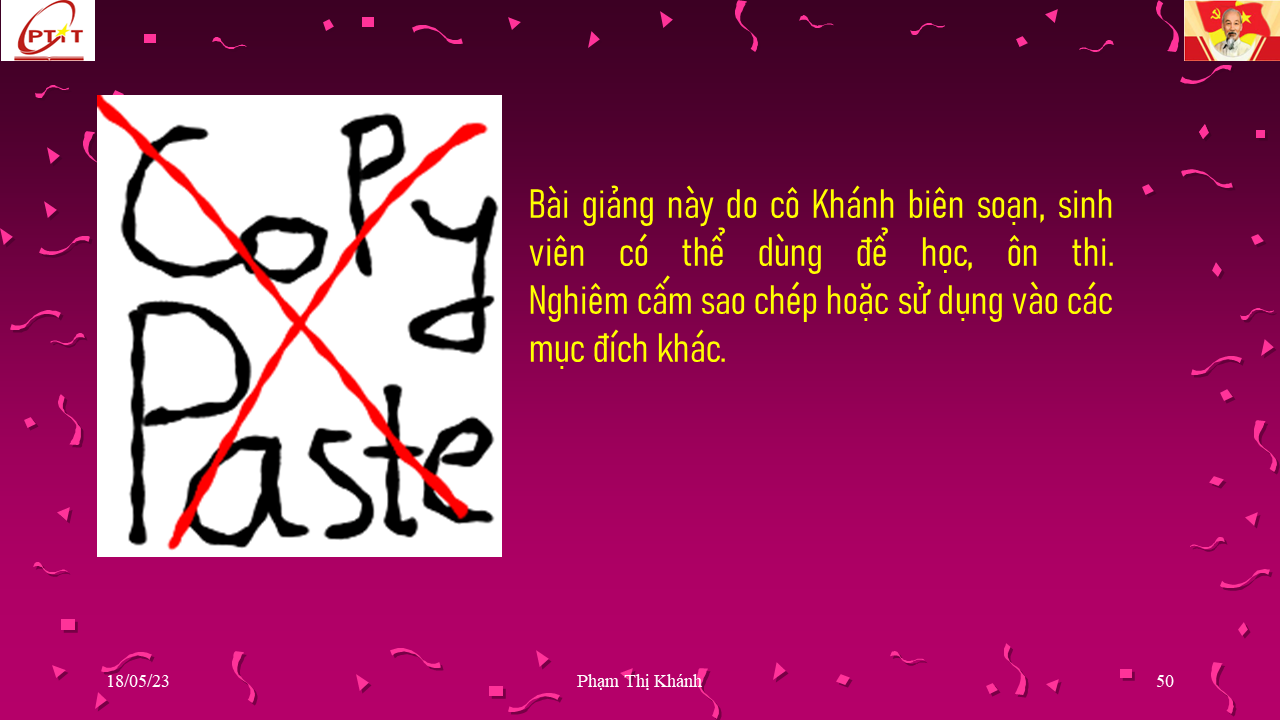 PTIT
Copy
Paste
Bài giảng này do cô Khánh biên soạn, sinh
viên có thể dùng để học, ôn thi.
Nghiêm cấm sao chép hoặc sử dụng vào các
mục đích khác.
18/05/23
Phạm Thị Khánh
50